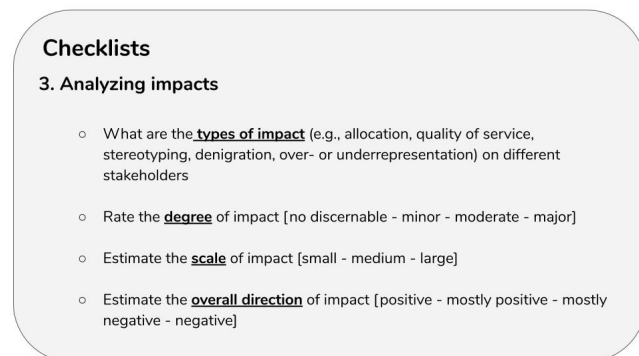 Checklists
3. Analyzing impacts
○ What are the types of impact (e.g., allocation, quality of service,
stereotyping, denigration, over- or underrepresentation) on different
stakeholders
○ Rate the degree of impact [no discernable - minor - moderate - major]
○ Estimate the scale of impact [small - medium - large]
○ Estimate the overall direction of impact [positive - mostly positive - mostly
negative - negative]